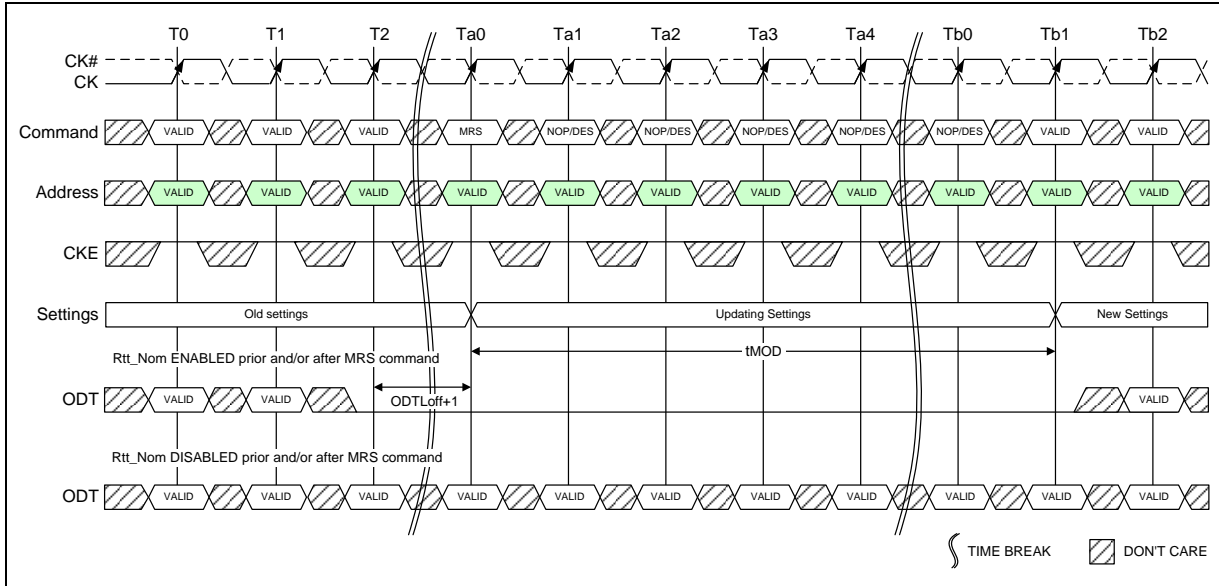 T0 T1 T2 Ta0 Ta1 Ta2 Ta3 Ta4 Tb0 Tb1 Tb2
CK#
CK
Command VALID VALID VALID MRS NOP/DES NOP/DES NOP/DES NOP/DES NOP/DES VALID VALID
Address VALID VALID VALID VALID VALID VALID VALID VALID VALID VALID VALID
CKE
Settings Old settings Updating Settings New Settings
Rtt_Nom ENABLED prior and/or after MRS command tMOD
ODT VALID VALID ODTLoff+1 VALID
Rtt_Nom DISABLED prior and/or after MRS command
ODT VALID VALID VALID VALID VALID VALID VALID VALID VALID VALID VALID
TIME BREAK DON'T CARE